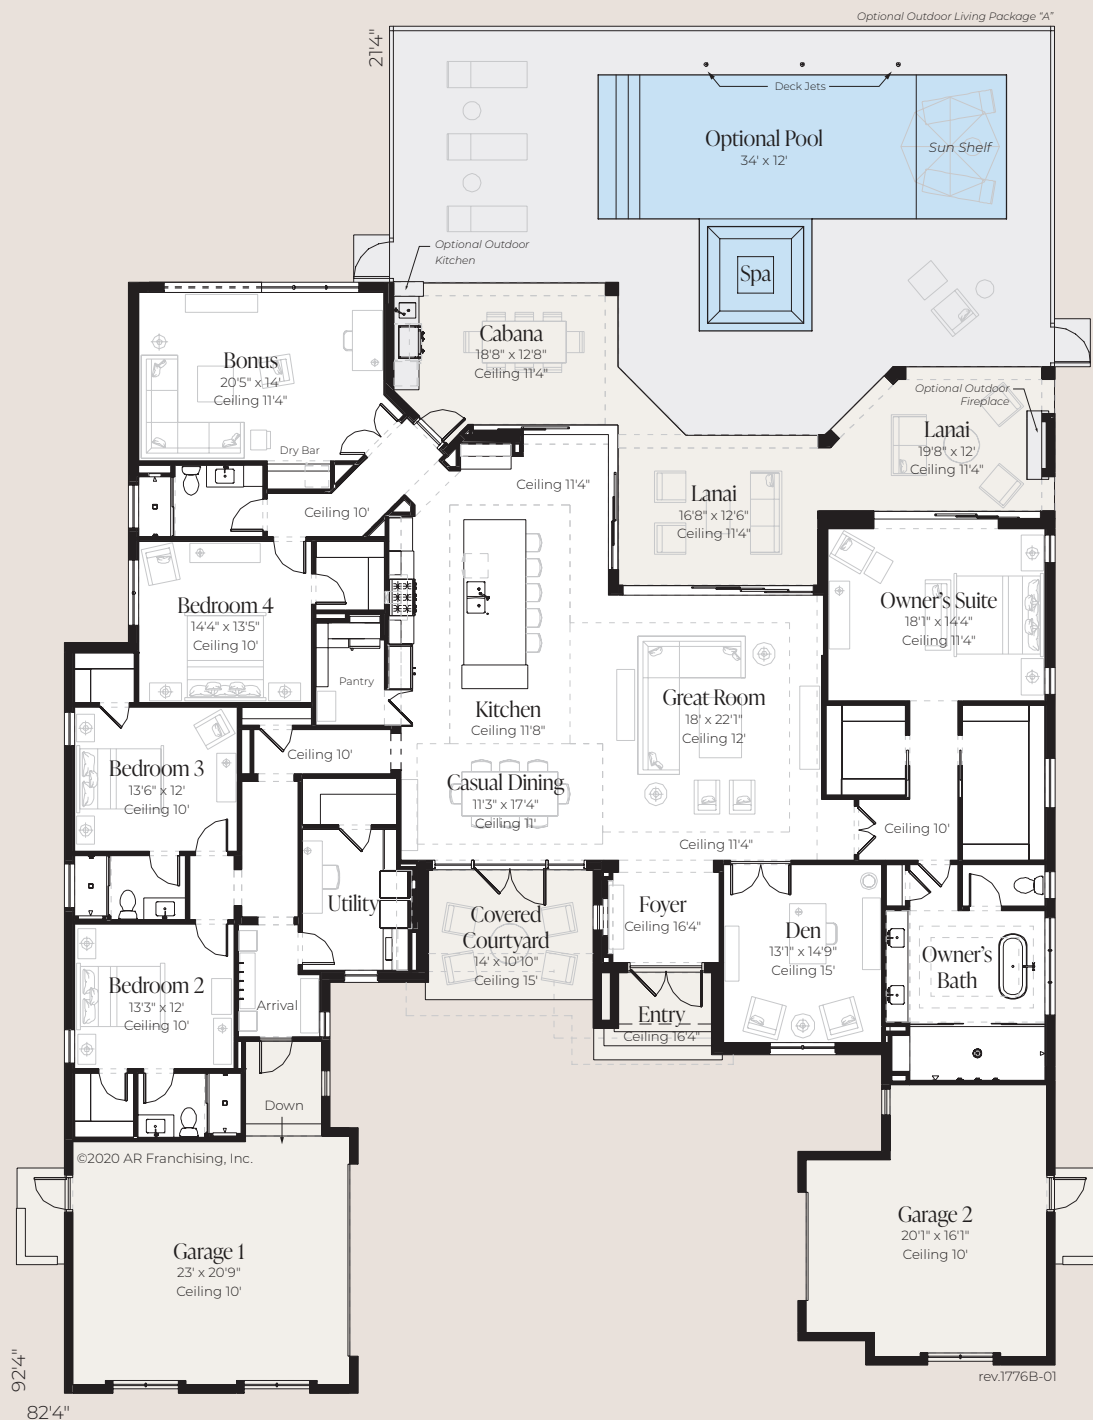 Optional Outdoor Living Package "A"
21'4"
Deck Jets
Optional Pool
34' x 12'
Sun Shelf
Spa
Optional Outdoor
Kitchen
Cabana
18'8" x 12'8"
Ceiling 11'4"
Bonus
20'5" x 14'
Ceiling 11'4"
Dry Bar
Optional Outdoor
Fireplace
Lanai
19'8" x 12'
Ceiling 11'4"
Lanai
16'8" x 12'6"
Ceiling 11'4"
Ceiling 11'4"
Ceiling 10'
Bedroom 4
14'4" x 13'5"
Ceiling 10'
Owner's Suite
18'1" x 14'4"
Ceiling 11'4"
Pantry
Kitchen
Ceiling 11'8"
Great Room
18' x 22'1"
Ceiling 12'
Ceiling 10'
Bedroom 3
13'6" x 12'
Ceiling 10'
Casual Dining
11'3" x 17'4"
Ceiling 11'
Ceiling 11'4"
Ceiling 10'
Utility
Covered
Courtyard
14' x 10'10"
Ceiling 15'
Foyer
Ceiling 16'4"
Den
13'1" x 14'9"
Ceiling 15'
Owner's
Bath
Bedroom 2
13'3" x 12'
Ceiling 10'
Arrival
Entry
Ceiling 16'4"
Down
©2020 AR Franchising, Inc.
Garage 1
23' x 20'9"
Ceiling 10'
Garage 2
20'1" x 16'1"
Ceiling 10'
rev.1776B-01
92'4"
82'4"